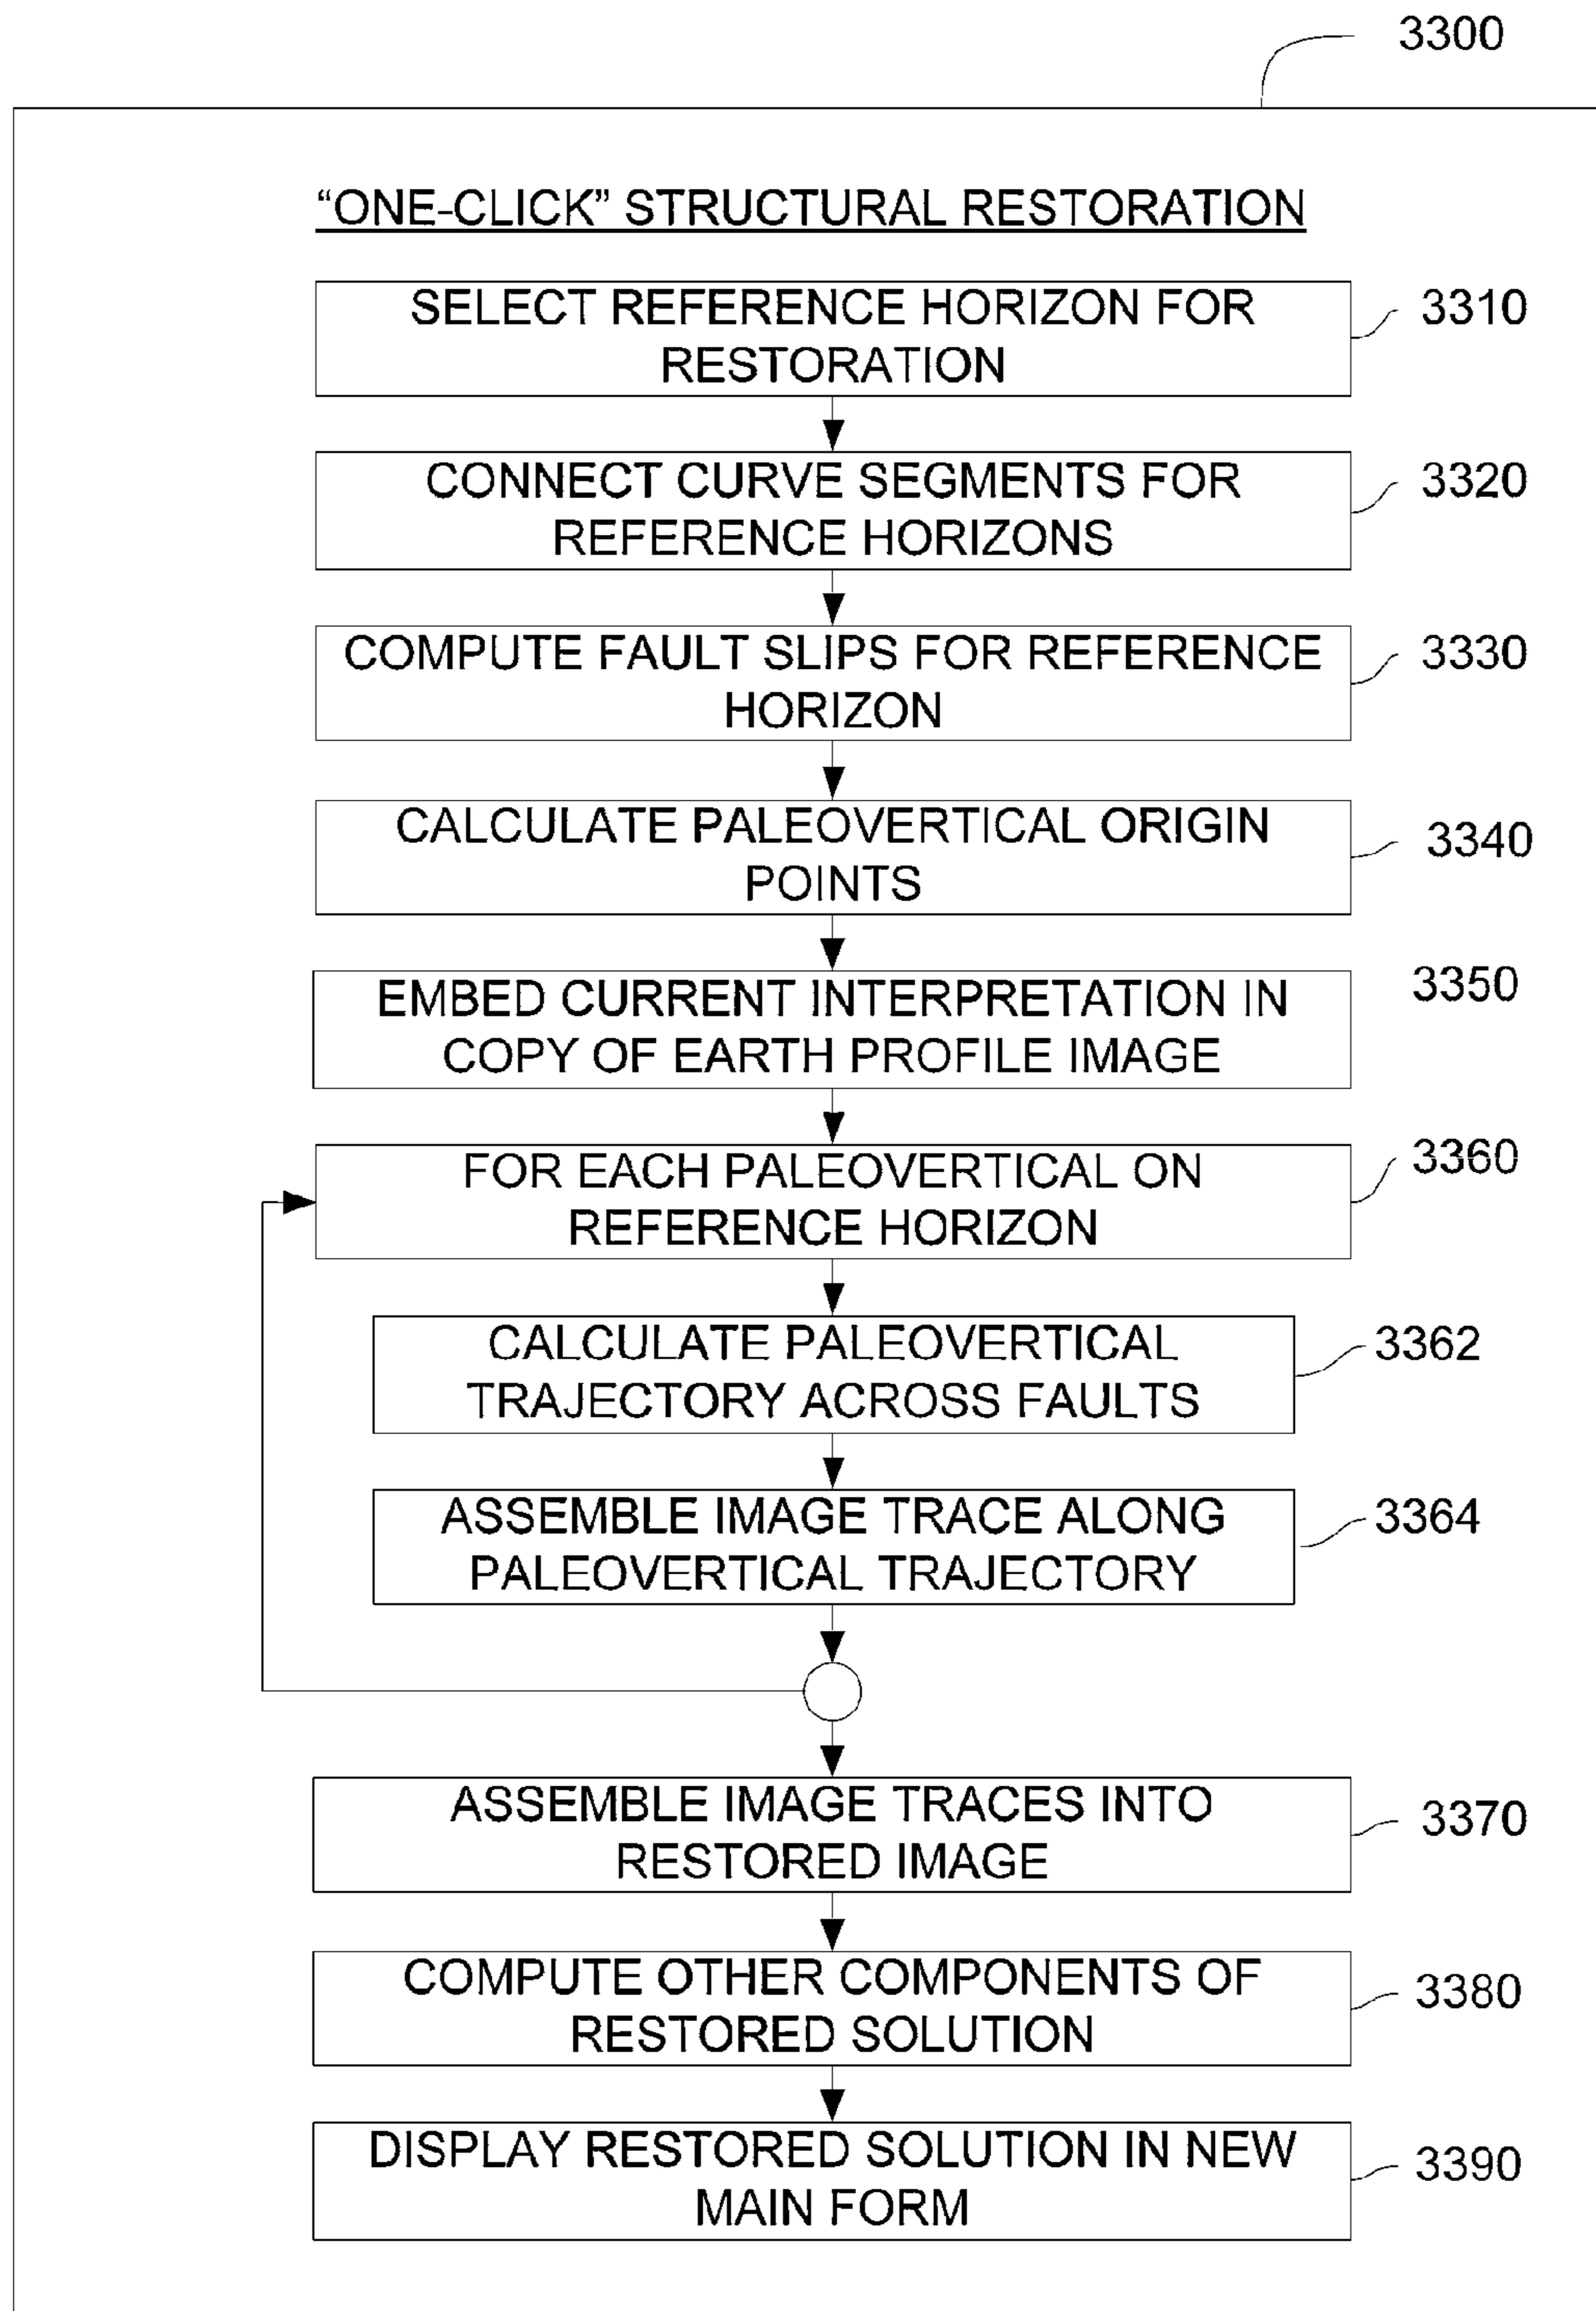 3300
“ONE-CLICK” STRUCTURAL RESTORATION
SELECT REFERENCE HORIZON FOR
RESTORATION
3310
CONNECT CURVE SEGMENTS FOR
REFERENCE HORIZONS
3320
COMPUTE FAULT SLIPS FOR REFERENCE
HORIZON
3330
CALCULATE PALEOVERTICAL ORIGIN
POINTS
3340
EMBED CURRENT INTERPRETATION IN
COPY OF EARTH PROFILE IMAGE
3350
FOR EACH PALEOVERTICAL ON
REFERENCE HORIZON
3360
CALCULATE PALEOVERTICAL
TRAJECTORY ACROSS FAULTS
3362
ASSEMBLE IMAGE TRACE ALONG
PALEOVERTICAL TRAJECTORY
3364
ASSEMBLE IMAGE TRACES INTO
RESTORED IMAGE
3370
COMPUTE OTHER COMPONENTS OF
RESTORED SOLUTION
3380
DISPLAY RESTORED SOLUTION IN NEW
MAIN FORM
3390